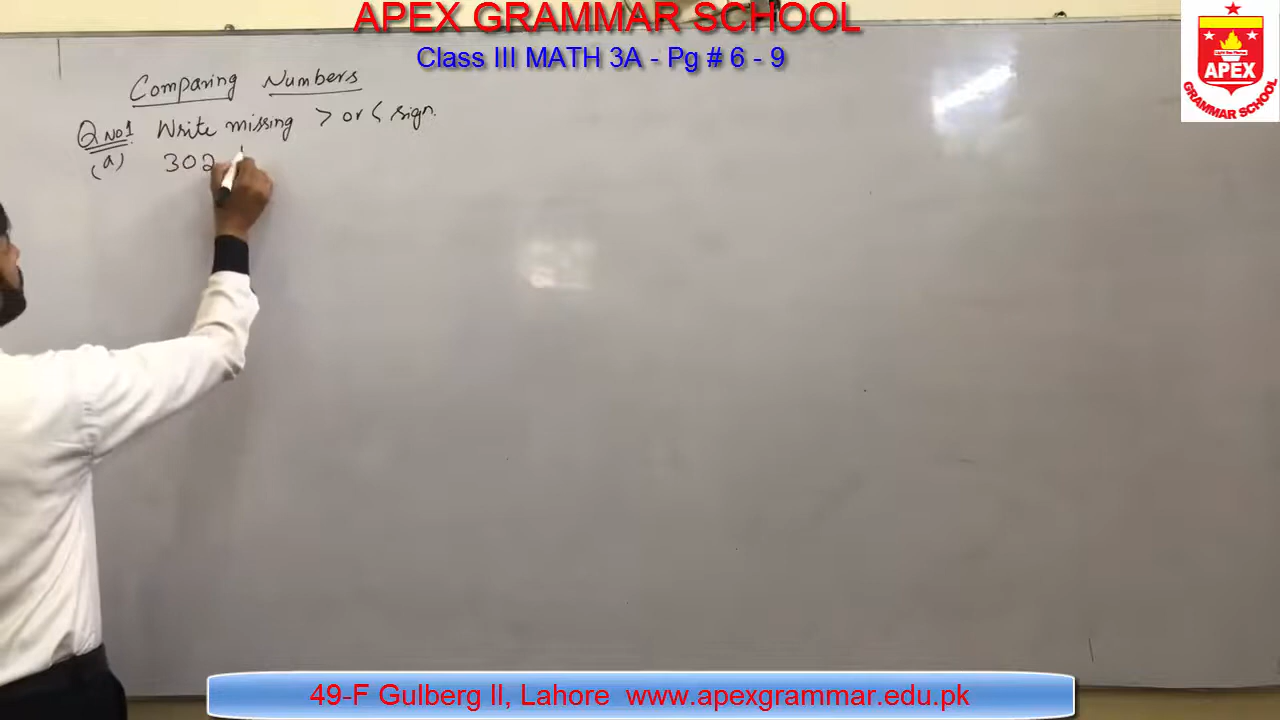 APEX GRAMMAR SCHOOL
Class III MATH 3A - Pg # 6 - 9
APEX
GRAMMAR SCHOOL
Comparing Numbers
Q No1 Write missing > or < sign.
(a) 302
49-F Gulberg II, Lahore www.apexgrammar.edu.pk